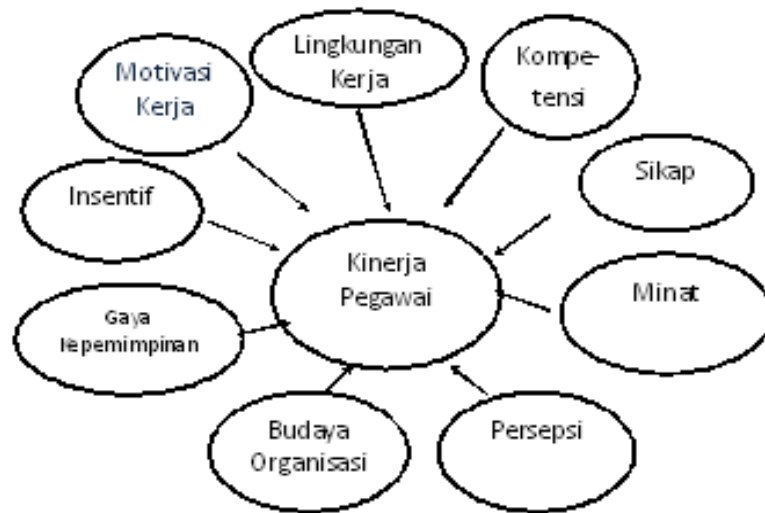 Lingkungan
Kerja
Kompe-
tensi
Motivasi
Kerja
Sikap
Insentif
Kinerja
Pegawai
Minat
Gaya
Kepemimpinan
Budaya
Organisasi
Persepsi